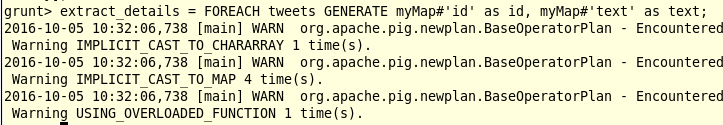 grunt> extract_details = FOREACH tweets GENERATE myMap#'id' as id, myMap#'text' as text;
2016-10-05 10:32:06,738 [main] WARN  org.apache.pig.newplan.BaseOperatorPlan - Encountered
 Warning IMPLICIT_CAST_TO_CHARARRAY 1 time(s).
2016-10-05 10:32:06,738 [main] WARN  org.apache.pig.newplan.BaseOperatorPlan - Encountered
 Warning IMPLICIT_CAST_TO_MAP 4 time(s).
2016-10-05 10:32:06,738 [main] WARN  org.apache.pig.newplan.BaseOperatorPlan - Encountered
 Warning USING_OVERLOADED_FUNCTION 1 time(s).